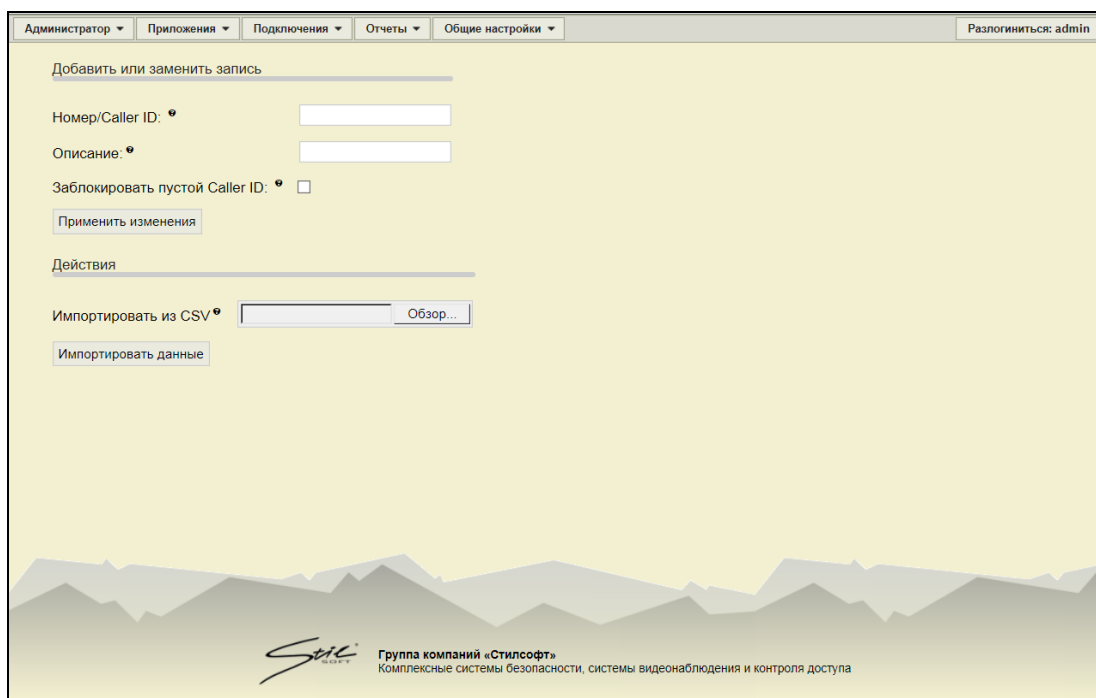 Администратор Приложения Подключения Отчеты Общие настройки Разлогиниться: admin
Добавить или заменить запись
Номер/Caller ID:
Описание:
Заблокировать пустой Caller ID:
Применить изменения
Действия
Импортировать из CSV Обзор...
Импортировать данные
Stil SOFT
Группа компаний «Стилсофт»
Комплексные системы безопасности, системы видеонаблюдения и контроля доступа